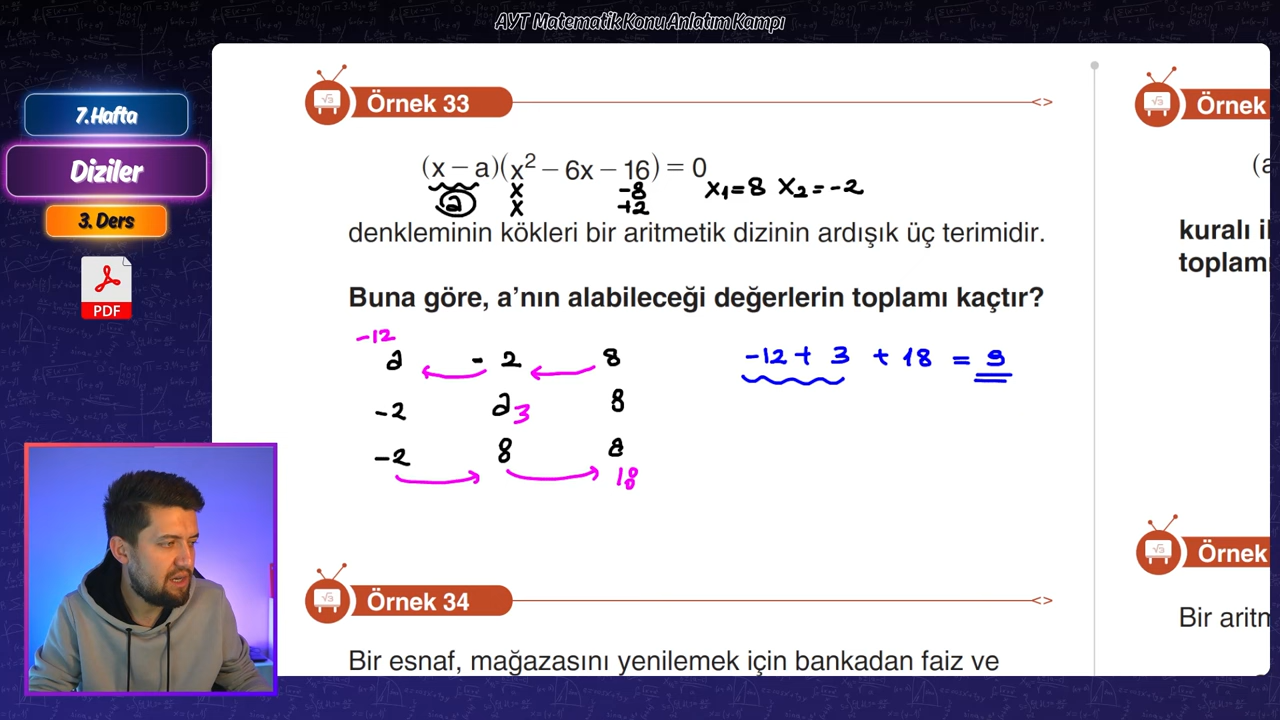 AYT Matematik Konu Anlatım Kampı
7.Hafta
Diziler
3. Ders
PDF
Örnek 33
(x – a)(x² – 6x – 16) = 0
a x -8
x +2
x₁=8 x₂=-2
denkleminin kökleri bir aritmetik dizinin ardışık üç terimidir.
Buna göre, a’nın alabileceği değerlerin toplamı kaçtır?
-12
a -2 8
-2 a 3 8
-2 8 a
18
-12 + 3 + 18 = 9
Örnek 34
Bir esnaf, mağazasını yenilemek için bankadan faiz ve
Örnek
(a
kuralı il
toplamı
Örnek
Bir aritm